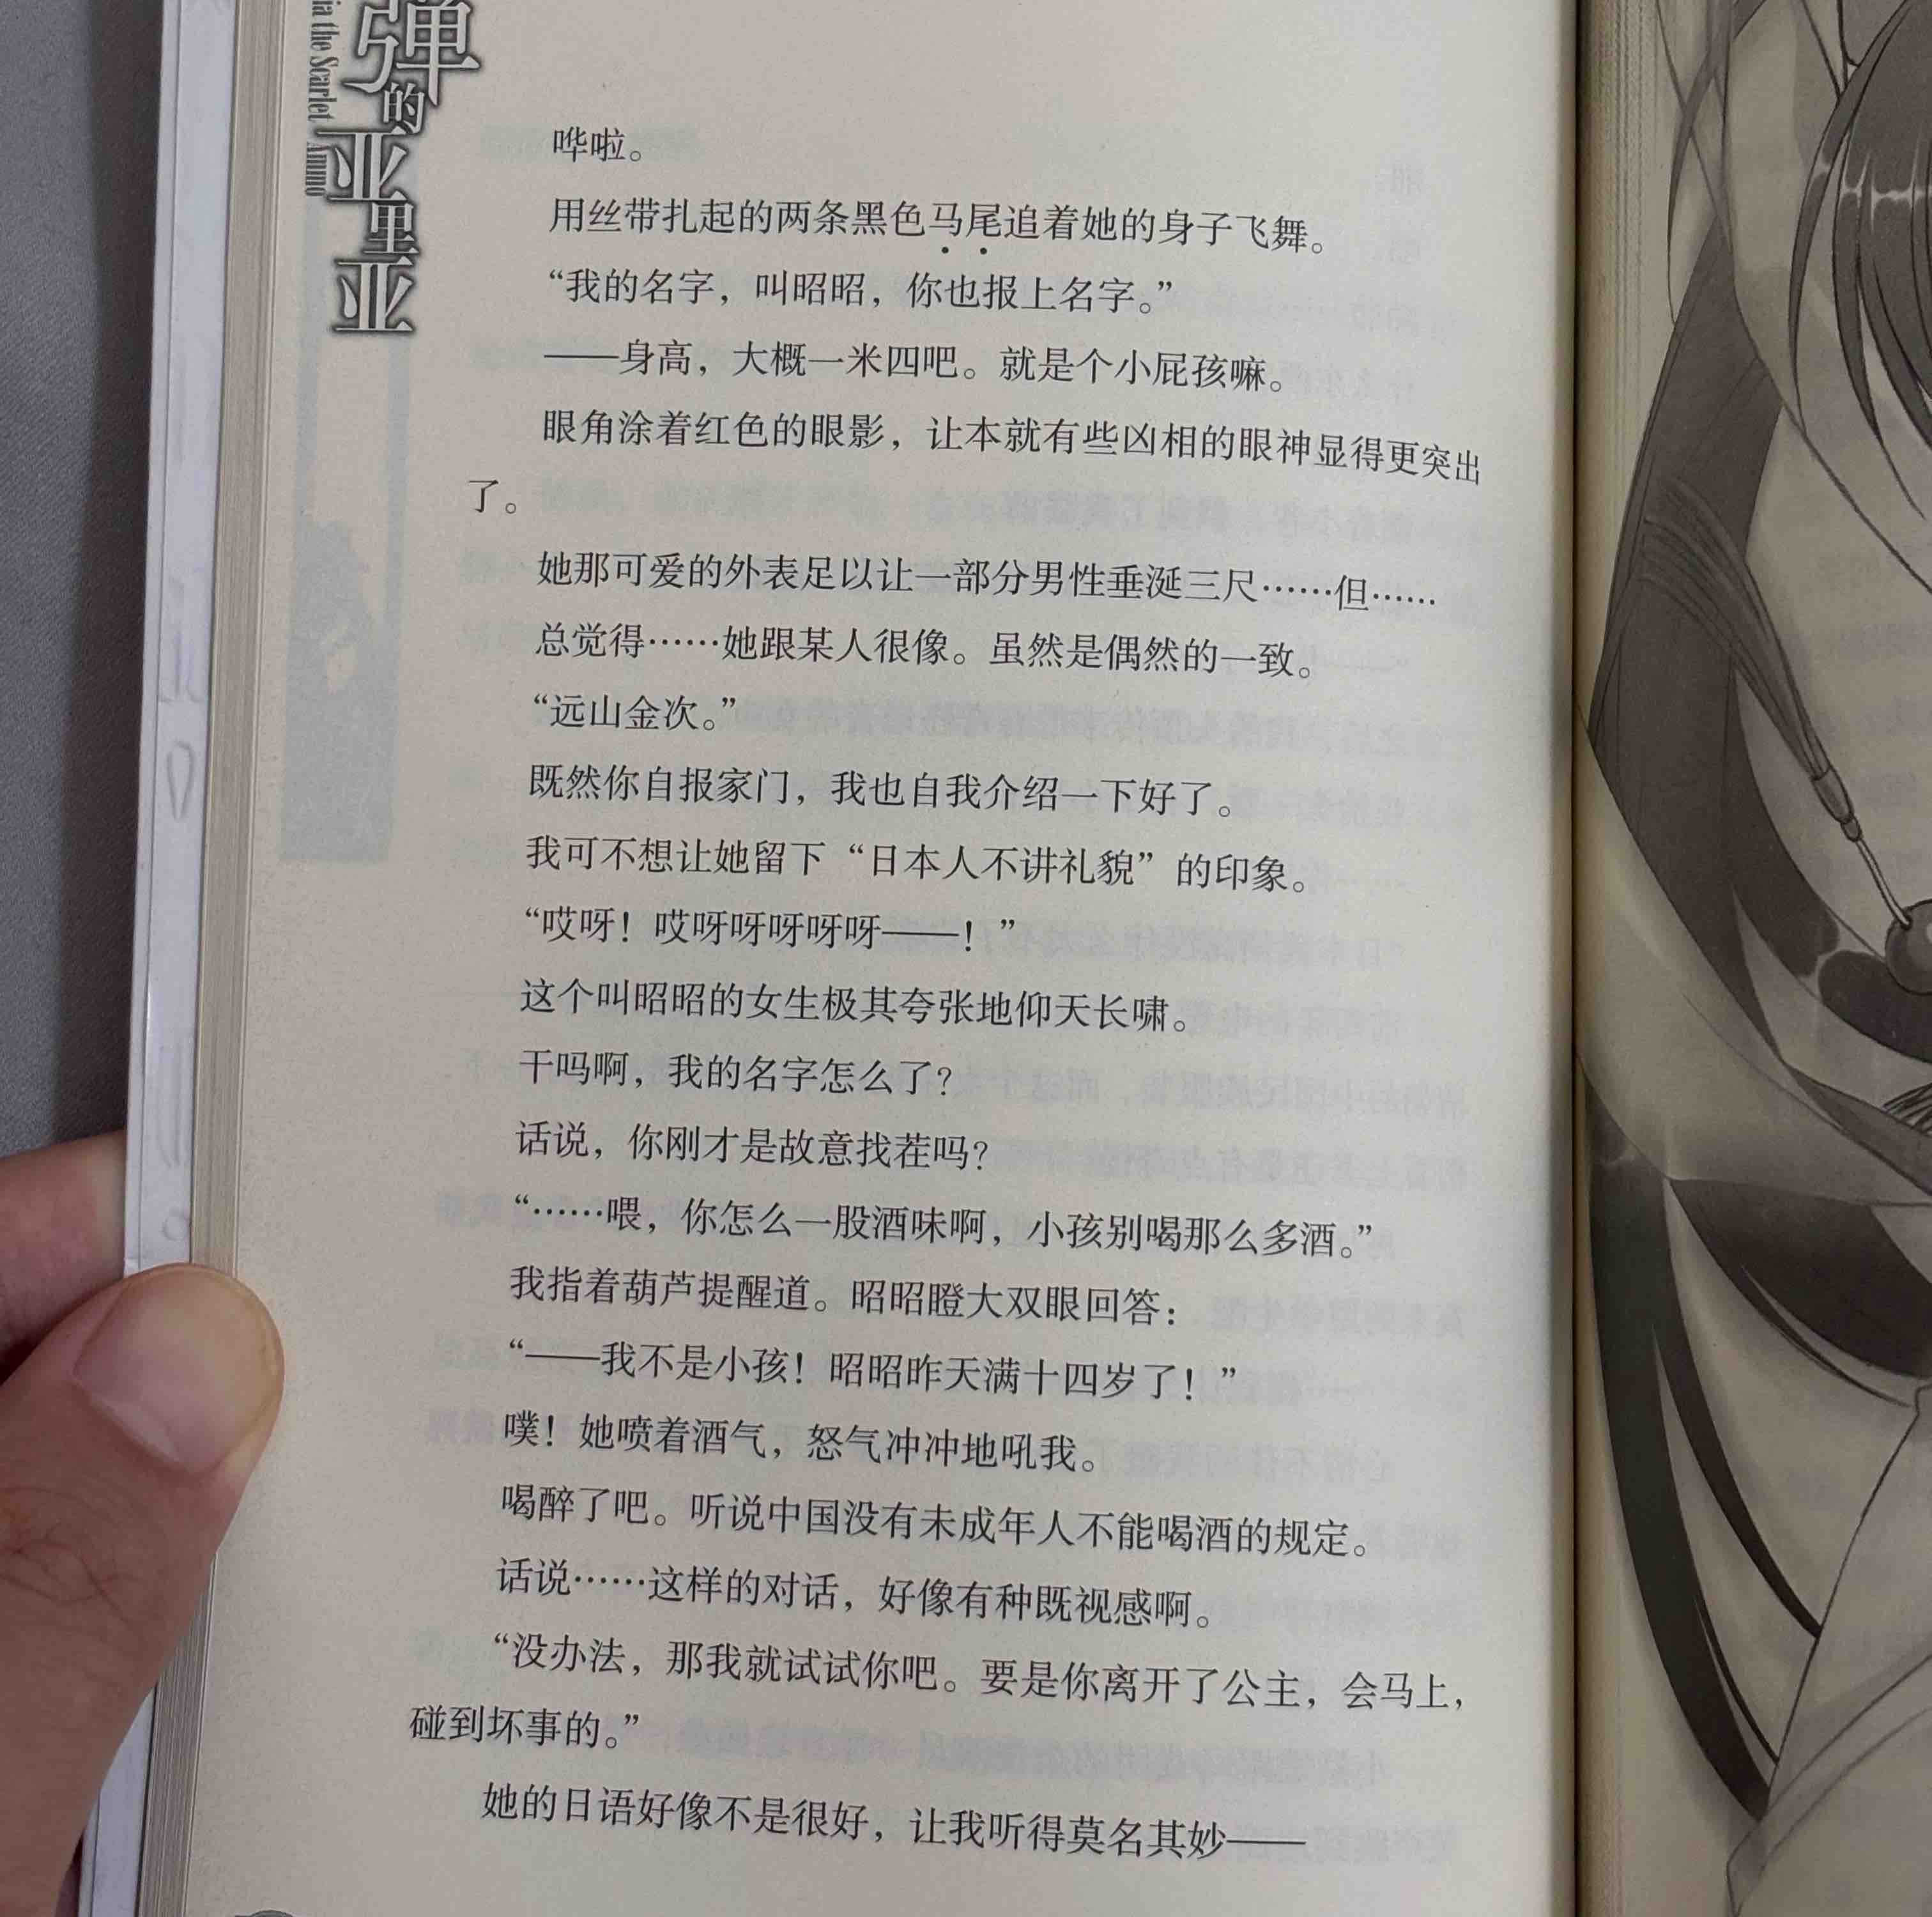 弹的亚里亚
ia the Scarlet Ammo
哗啦。
用丝带扎起的两条黑色马尾追着她的身子飞舞。
“我的名字，叫昭昭，你也报上名字。”
——身高，大概一米四吧。就是个小屁孩嘛。
眼角涂着红色的眼影，让本就有些凶相的眼神显得更突出
了。
她那可爱的外表足以让一部分男性垂涎三尺……但……
总觉得……她跟某人很像。虽然是偶然的一致。
“远山金次。”
既然你自报家门，我也自我介绍一下好了。
我可不想让她留下“日本人不讲礼貌”的印象。
“哎呀！哎呀呀呀呀呀——！”
这个叫昭昭的女生极其夸张地仰天长啸。
干吗啊，我的名字怎么了？
话说，你刚才是故意找茬吗？
“……喂，你怎么一股酒味啊，小孩别喝那么多酒。”
我指着葫芦提醒道。昭昭瞪大双眼回答：
“——我不是小孩！昭昭昨天满十四岁了！”
噗！她喷着酒气，怒气冲冲地吼我。
喝醉了吧。听说中国没有未成年人不能喝酒的规定。
话说……这样的对话，好像有种既视感啊。
“没办法，那我就试试你吧。要是你离开了公主，会马上，
碰到坏事的。”
她的日语好像不是很好，让我听得莫名其妙——